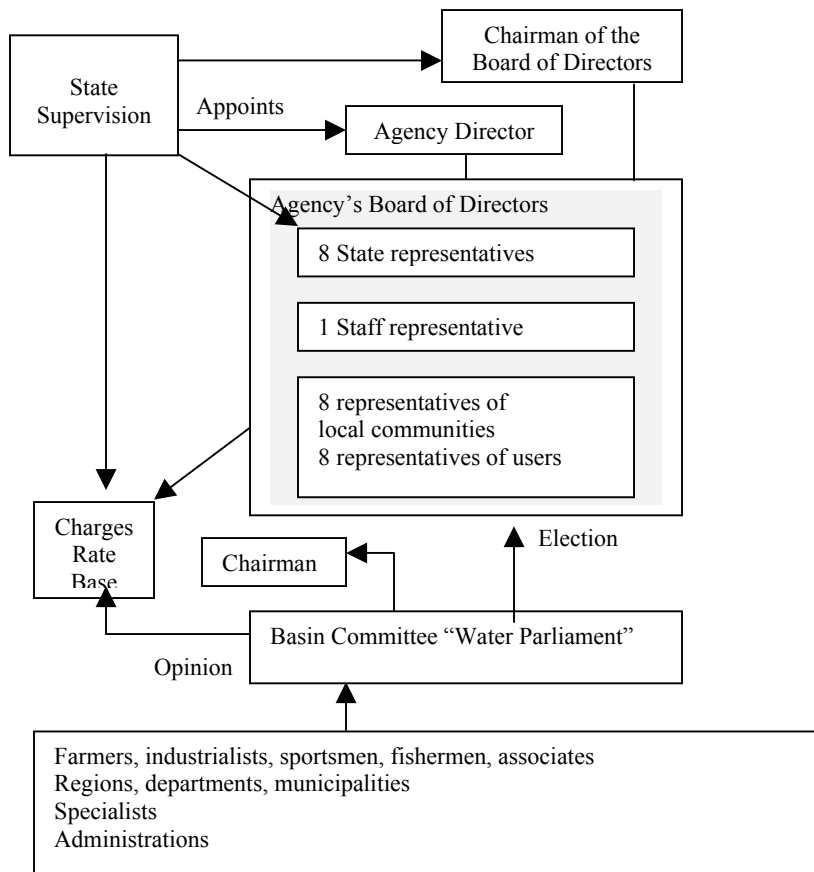 Chairman of the
Board of Directors
State
Supervision
Appoints
Agency Director
Agency’s Board of Directors
8 State representatives
1 Staff representative
8 representatives of
local communities
8 representatives of users
Charges
Rate
Base
Chairman
Election
Basin Committee “Water Parliament”
Opinion
Farmers, industrialists, sportsmen, fishermen, associates
Regions, departments, municipalities
Specialists
Administrations